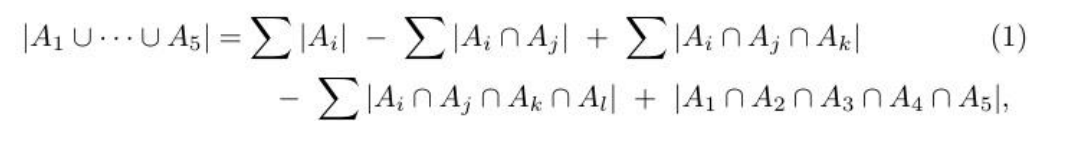 |A₁ ∪ ⋯ ∪ A₅| = ∑ |Aᵢ| − ∑ |Aᵢ ∩ Aⱼ| + ∑ |Aᵢ ∩ Aⱼ ∩ Aₖ| (1)
− ∑ |Aᵢ ∩ Aⱼ ∩ Aₖ ∩ Aₗ| + |A₁ ∩ A₂ ∩ A₃ ∩ A₄ ∩ A₅|,